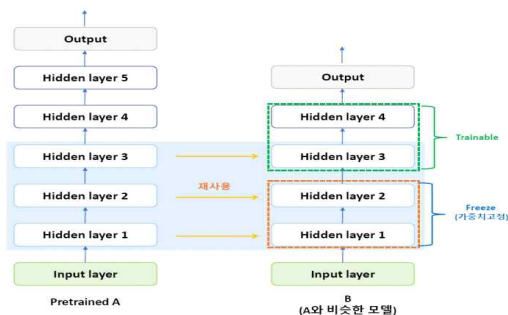 Output
Hidden layer 5
Hidden layer 4
Hidden layer 3
Hidden layer 2
Hidden layer 1
Input layer
Pretrained A
재사용
Output
Hidden layer 4
Hidden layer 3
Hidden layer 2
Hidden layer 1
Input layer
B
(A와 비슷한 모델)
Trainable
Freeze
(가중치고정)